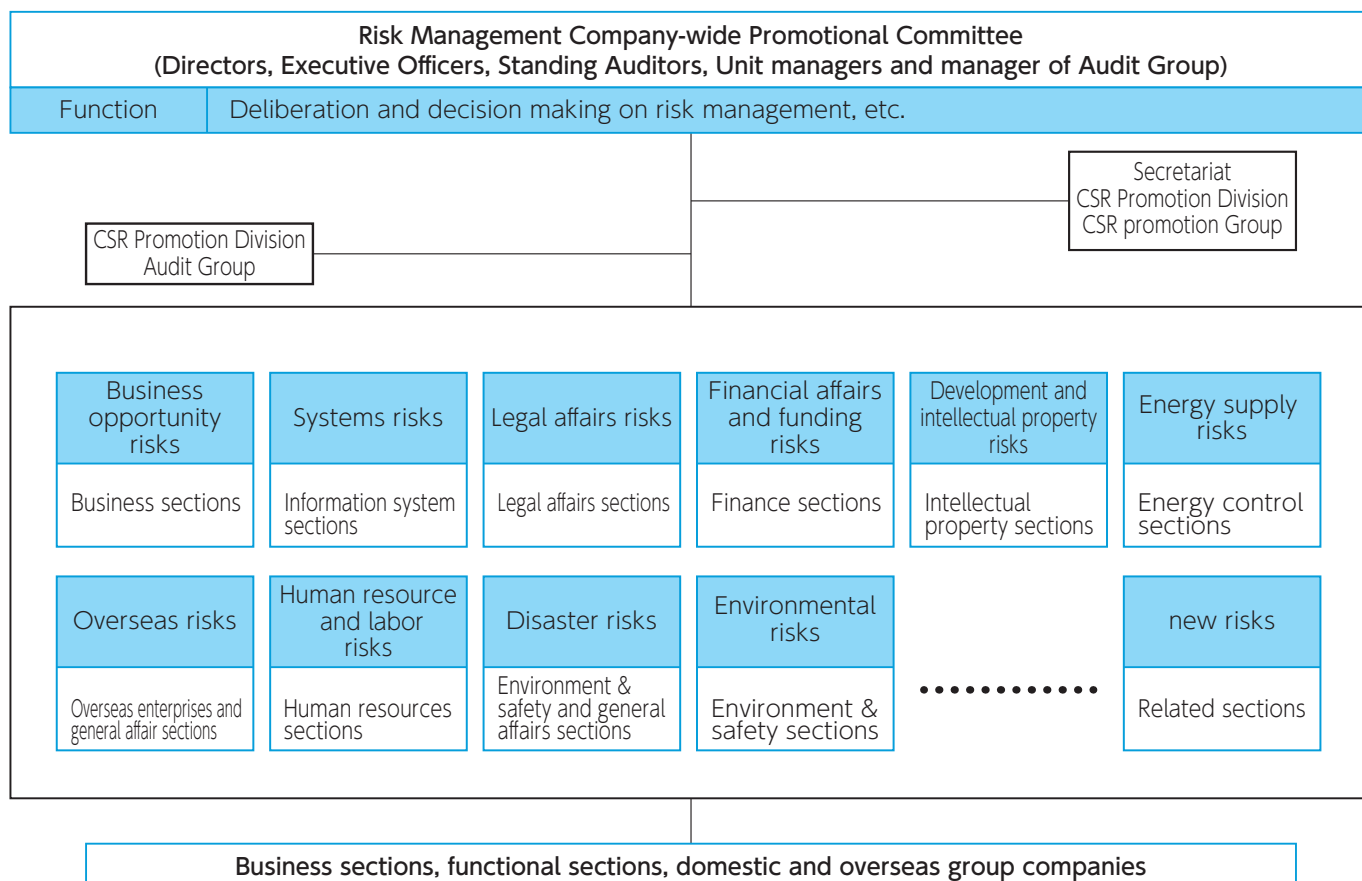 Risk Management Company-wide Promotional Committee
(Directors, Executive Officers, Standing Auditors, Unit managers and manager of Audit Group)
Function
Deliberation and decision making on risk management, etc.
Secretariat
CSR Promotion Division
CSR promotion Group
CSR Promotion Division
Audit Group
Business
opportunity
risks
Business sections
Systems risks
Information system
sections
Legal affairs risks
Legal affairs sections
Financial affairs
and funding
risks
Finance sections
Development and
intellectual property
risks
Intellectual
property sections
Energy supply
risks
Energy control
sections
Overseas risks
Overseas enterprises and
general affair sections
Human resource
and labor
risks
Human resources
sections
Disaster risks
Environment &
safety and general
affairs sections
Environmental
risks
Environment &
safety sections
............
new risks
Related sections
Business sections, functional sections, domestic and overseas group companies